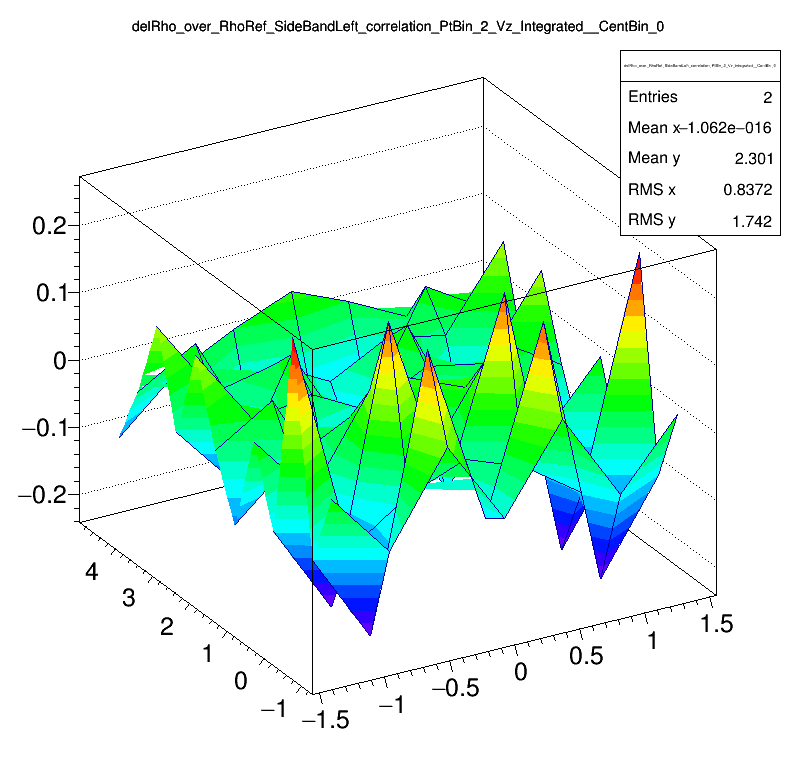 delRho_over_RhoRef_SideBandLeft_correlation_PtBin_2_Vz_Integrated__CentBin_0
delRho_over_RhoRef_SideBandLeft_correlation_PtBin_2_Vz_Integrated__CentBin_0
Entries 2
Mean x −1.062e−016
Mean y 2.301
RMS x 0.8372
RMS y 1.742
0.2
0.1
0
−0.1
−0.2
4
3
2
1
0
−1
−1.5
−1
−0.5
0
0.5
1
1.5